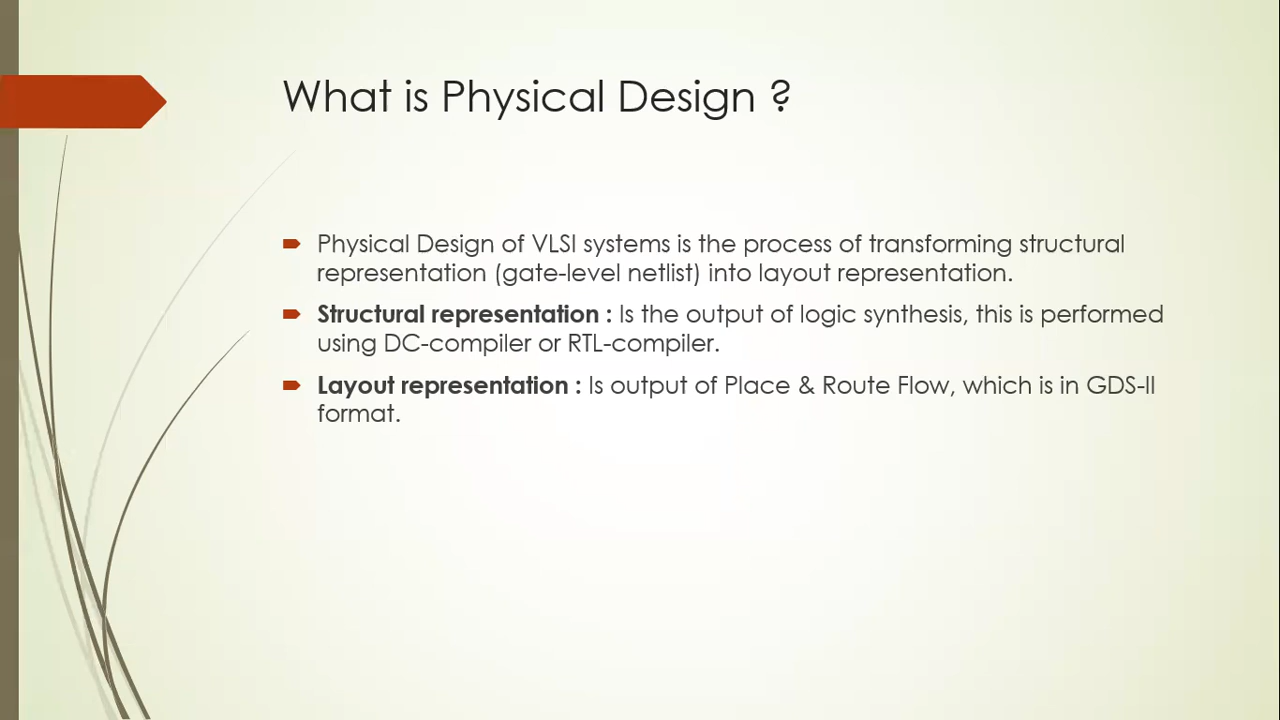 What is Physical Design ?
Physical Design of VLSI systems is the process of transforming structural
representation (gate-level netlist) into layout representation.
Structural representation : Is the output of logic synthesis, this is performed
using DC-compiler or RTL-compiler.
Layout representation : Is output of Place & Route Flow, which is in GDS-II
format.